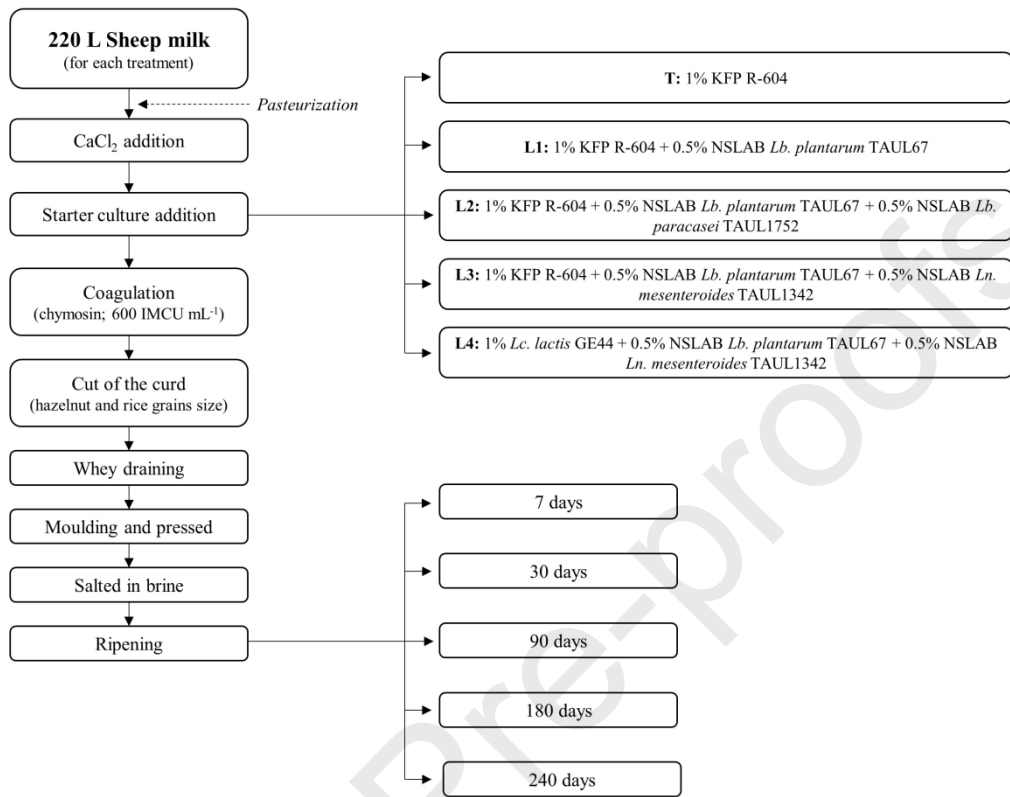 220 L Sheep milk
(for each treatment)
Pasteurization
CaCl₂ addition
Starter culture addition
Coagulation
(chymosin; 600 IMCU mL⁻¹)
Cut of the curd
(hazelnut and rice grains size)
Whey draining
Moulding and pressed
Salted in brine
Ripening
T: 1% KFP R-604
L1: 1% KFP R-604 + 0.5% NSLAB Lb. plantarum TAUL67
L2: 1% KFP R-604 + 0.5% NSLAB Lb. plantarum TAUL67 + 0.5% NSLAB Lb.
paracasei TAUL1752
L3: 1% KFP R-604 + 0.5% NSLAB Lb. plantarum TAUL67 + 0.5% NSLAB Ln.
mesenteroides TAUL1342
L4: 1% Lc. lactis GE44 + 0.5% NSLAB Lb. plantarum TAUL67 + 0.5% NSLAB
Ln. mesenteroides TAUL1342
7 days
30 days
90 days
180 days
240 days
Pre-proofs